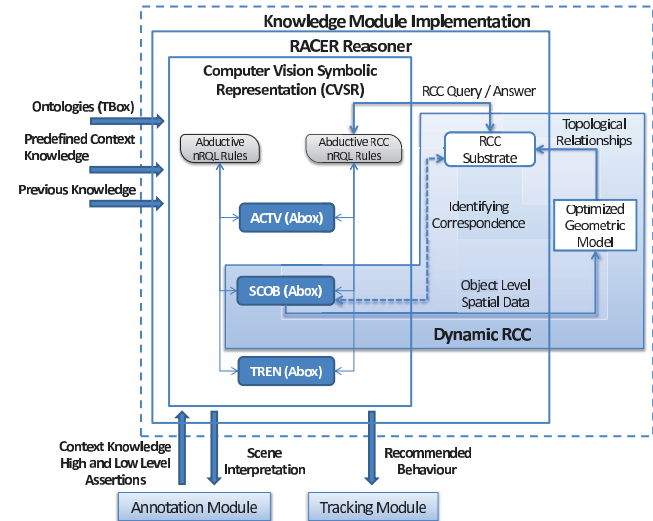 Knowledge Module Implementation
RACER Reasoner
Computer Vision Symbolic
Representation (CVSR)
RCC Query / Answer
Ontologies (TBox)
Predefined Context
Knowledge
Previous Knowledge
Abductive
nRQL Rules
Abductive RCC
nRQL Rules
RCC
Substrate
Topological
Relationships
Identifying
Correspondence
Optimized
Geometric
Model
ACTV (Abox)
SCOB (Abox)
Object Level
Spatial Data
Dynamic RCC
TREN (Abox)
Context Knowledge
High and Low Level
Assertions
Scene
Interpretation
Recommended
Behaviour
Annotation Module
Tracking Module